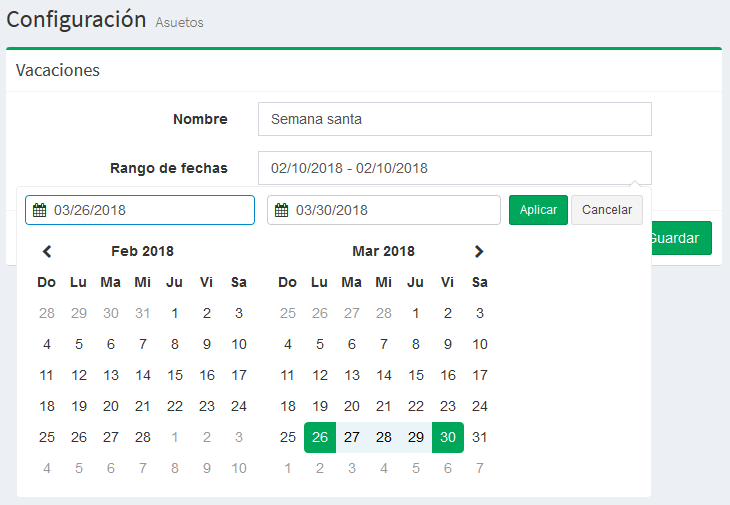 Configuración Asuetos
Vacaciones
Nombre Semana santa
Rango de fechas 02/10/2018 - 02/10/2018
03/26/2018 03/30/2018 Aplicar Cancelar
Guardar
Feb 2018 Mar 2018
Do Lu Ma Mi Ju Vi Sa Do Lu Ma Mi Ju Vi Sa
28 29 30 31 1 2 3 25 26 27 28 1 2 3
4 5 6 7 8 9 10 4 5 6 7 8 9 10
11 12 13 14 15 16 17 11 12 13 14 15 16 17
18 19 20 21 22 23 24 18 19 20 21 22 23 24
25 26 27 28 1 2 3 25 26 27 28 29 30 31
4 5 6 7 8 9 10 1 2 3 4 5 6 7